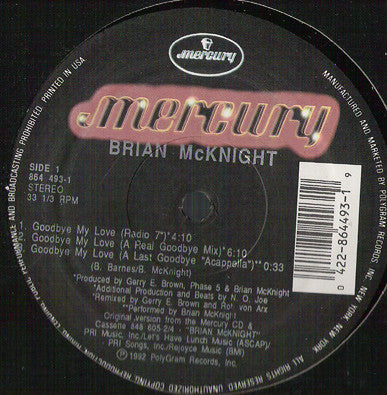 mercury
mercury
BRIAN McKNIGHT
SIDE 1
864 493-1
STEREO
33 1/3 RPM
1. Goodbye My Love (Radio 7")* 4:10
2. Goodbye My Love (A Real Goodbye Mix)* 6:10
Goodbye My Love (A Last Goodbye "Acappella")** 0:33
(B. Barnes/B. McKnight)
*Produced by Gerry E. Brown, Phase 5 & Brian McKnight
*Additional Production and Beats by N. O. Joe
*Remixed by Gerry E. Brown and Rob von Arx
**Performed by Brian McKnight
Original version from the Mercury CD &
Cassette 848 605-2/4 - "BRIAN McKNIGHT"
PRI Music, Inc./Let's Have Lunch Music (ASCAP)/
PRI Songs, Inc./Rejoyce Music (BMI)
℗ 1992 PolyGram Records, Inc.
AND BROADCASTING PROHIBITED. PRINTED IN USA
MANUFACTURED AND MARKETED BY POLYGRAM RECORDS, INC. NEW YORK, NEW YORK
ALL RIGHTS RESERVED. UNAUTHORIZED COPYING
0 422-864493-1 9